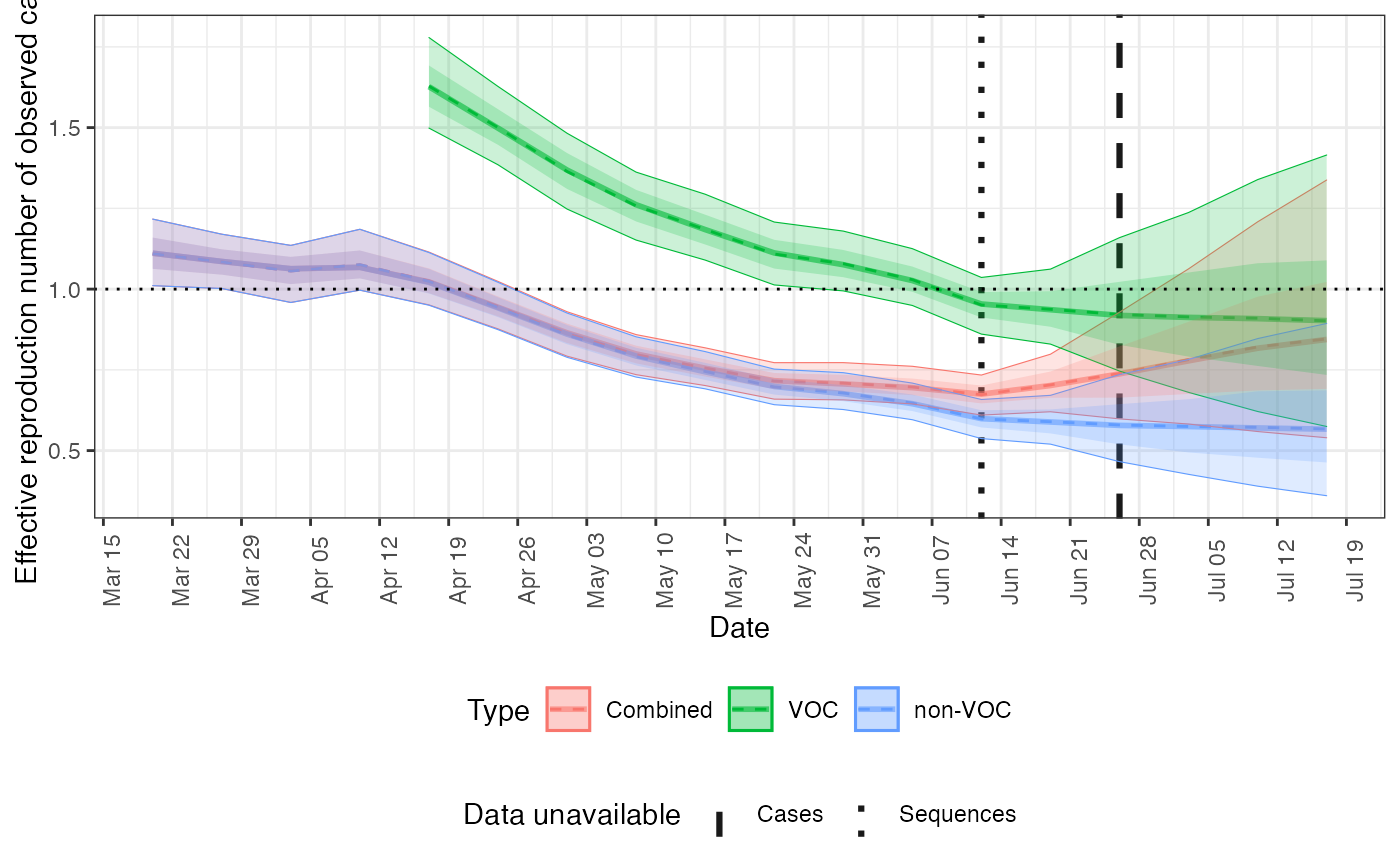 Effective reproduction number of observed ca
1.5
1.0
0.5
Mar 15
Mar 22
Mar 29
Apr 05
Apr 12
Apr 19
Apr 26
May 03
May 10
May 17
May 24
May 31
Jun 07
Jun 14
Jun 21
Jun 28
Jul 05
Jul 12
Jul 19
Date
Type Combined VOC non-VOC
Data unavailable Cases Sequences